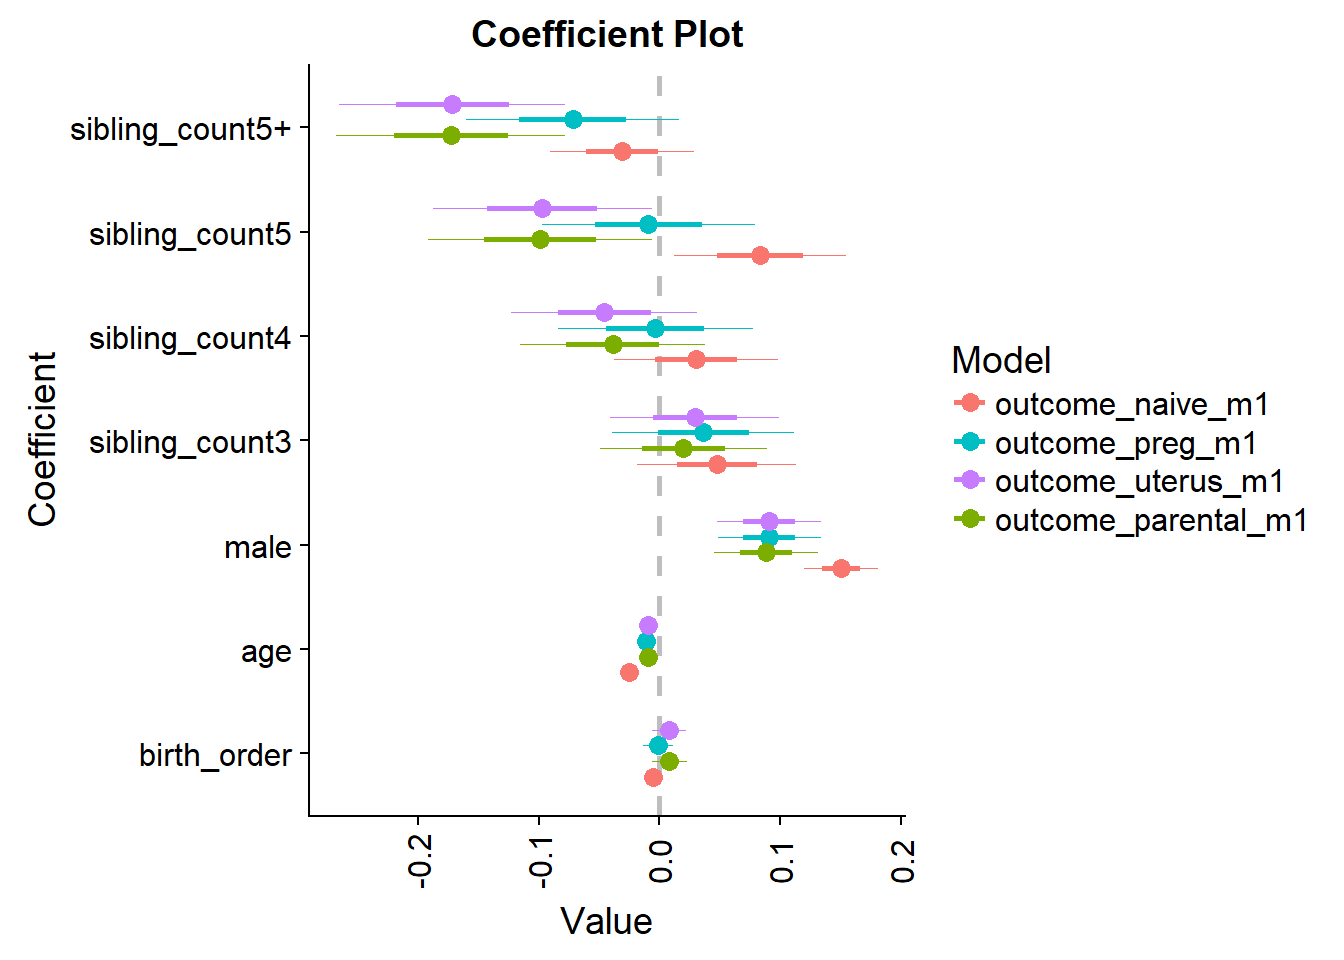 Coefficient Plot
Coefficient
sibling_count5+
sibling_count5
sibling_count4
sibling_count3
male
age
birth_order
-0.2
-0.1
0.0
0.1
0.2
Value
Model
outcome_naive_m1
outcome_preg_m1
outcome_uterus_m1
outcome_parental_m1